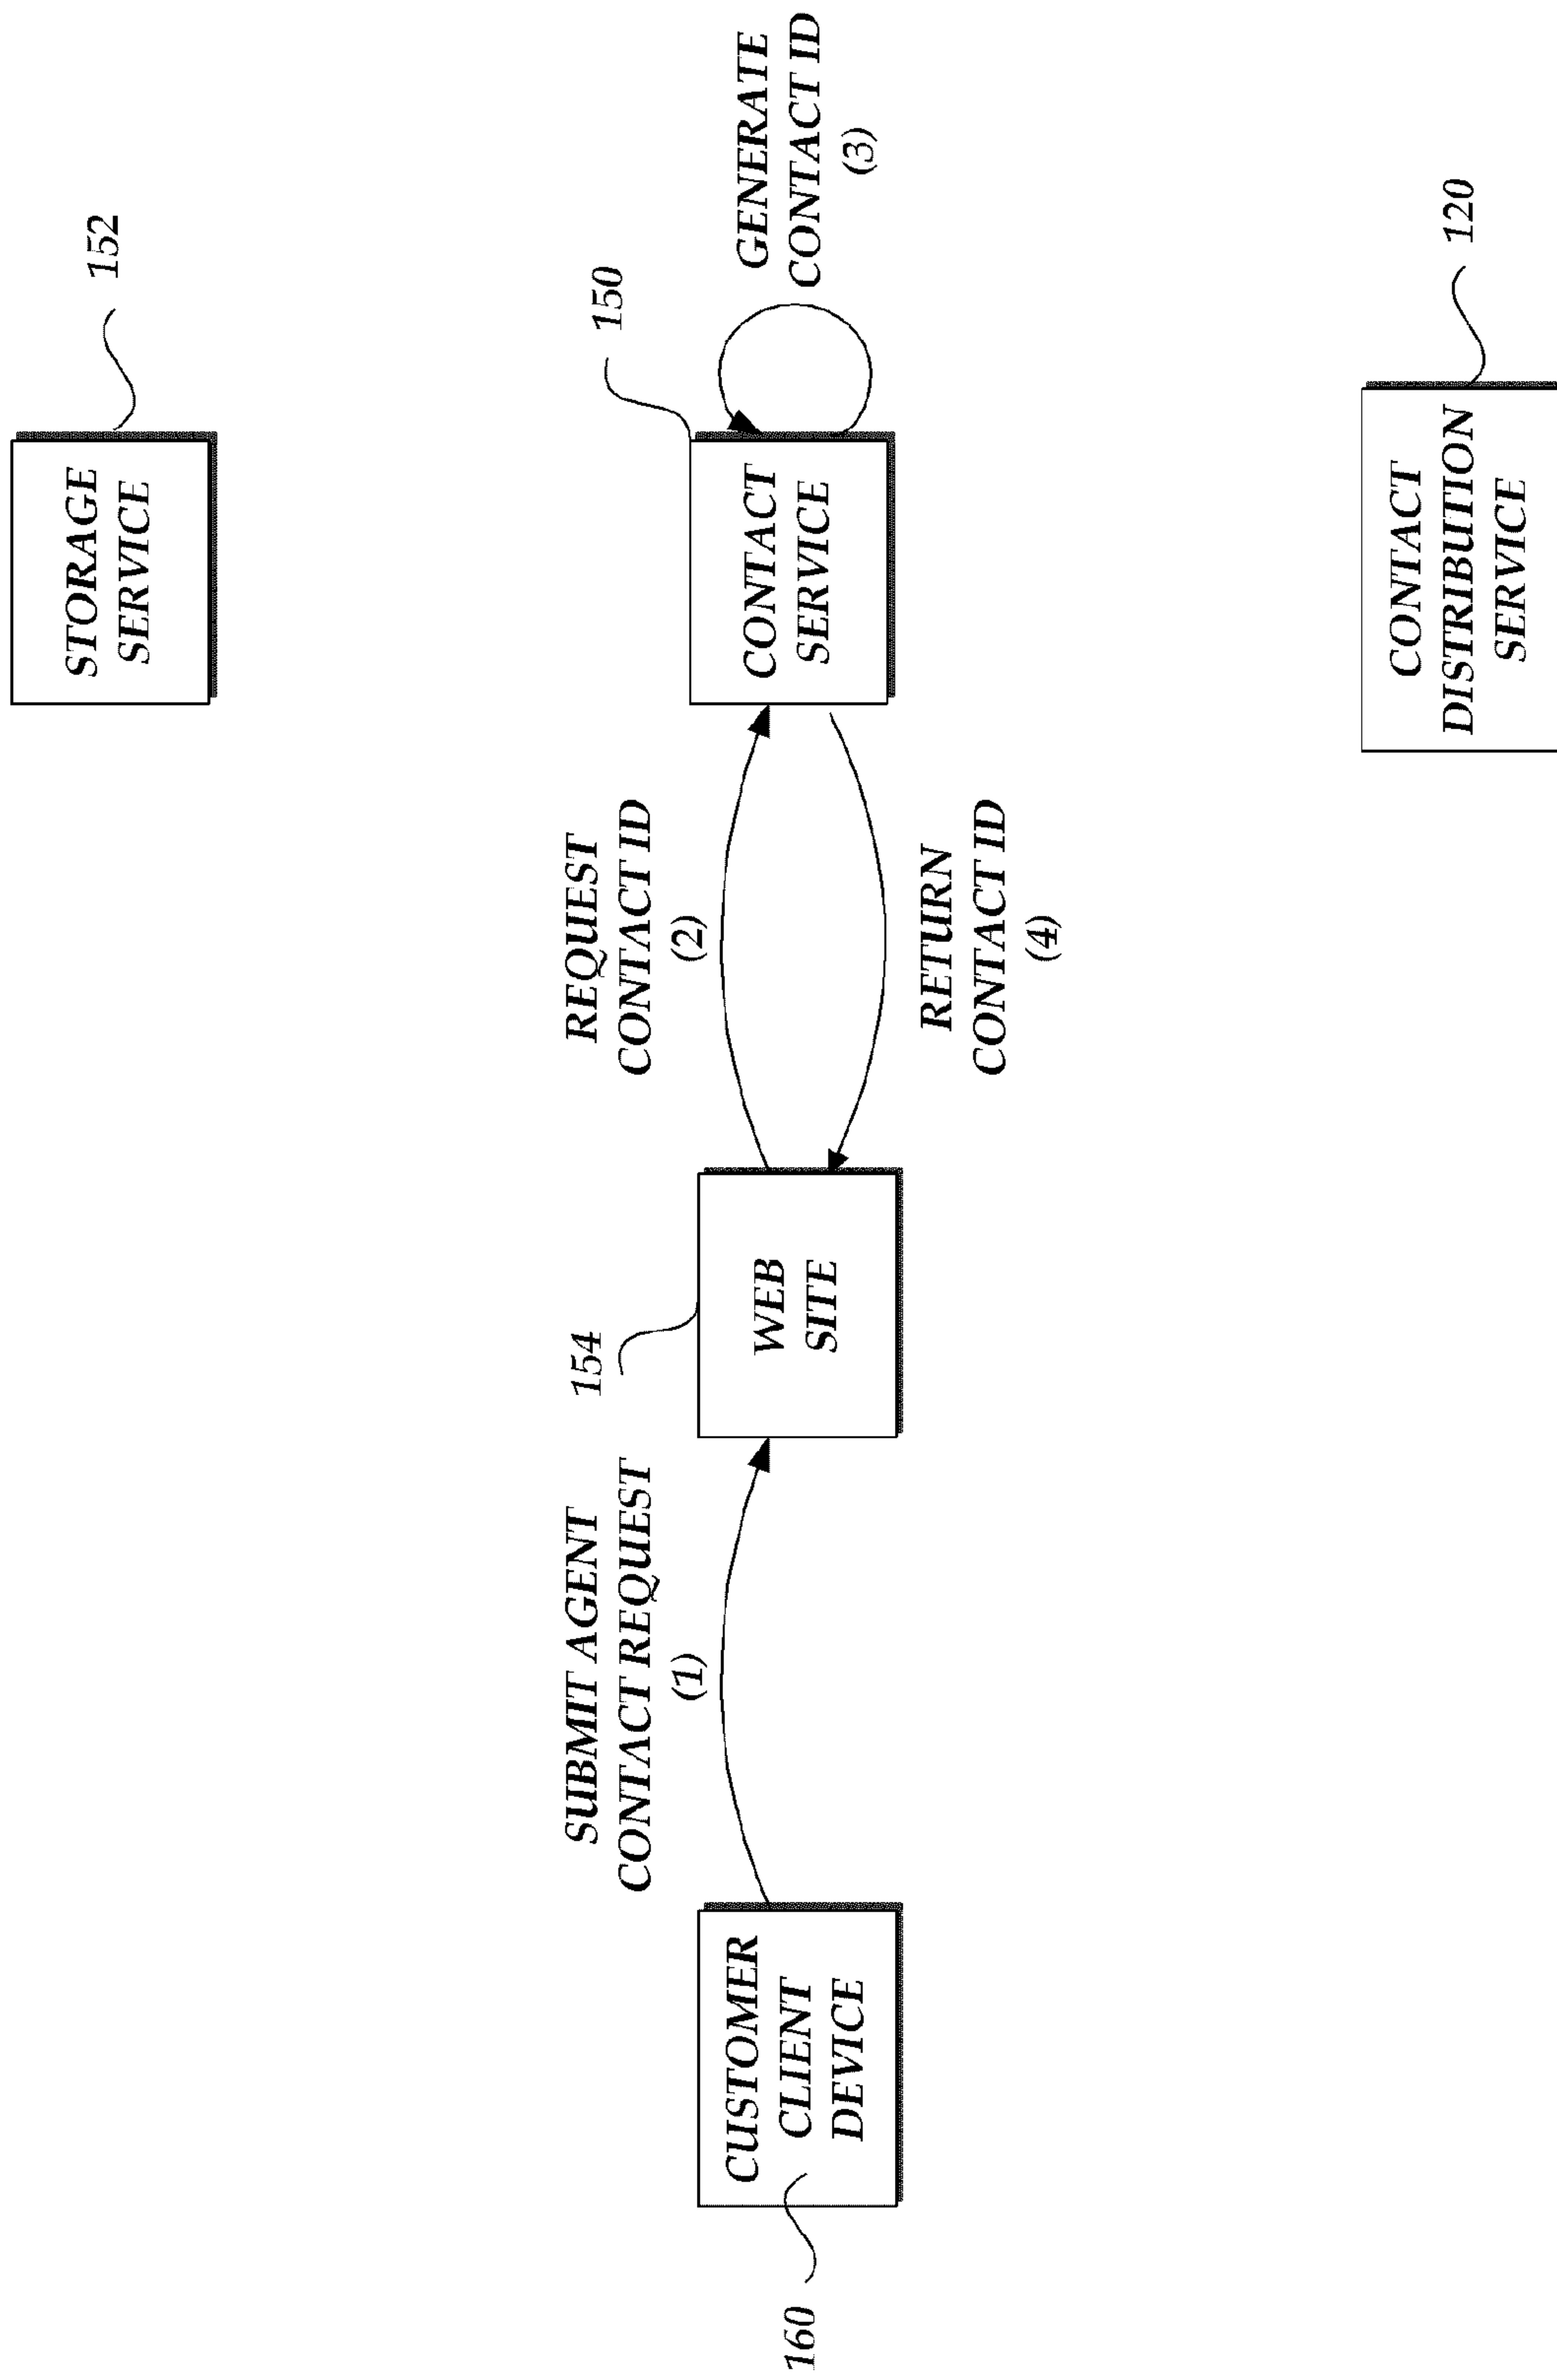 152
STORAGE
SERVICE
SUBMIT AGENT
CONTACT REQUEST
(1)
154
REQUEST
CONTACT ID
(2)
150
160
CUSTOMER
CLIENT
DEVICE
WEB
SITE
CONTACT
SERVICE
GENERATE
CONTACT ID
(3)
RETURN
CONTACT ID
(4)
CONTACT
DISTRIBUTION
SERVICE
120